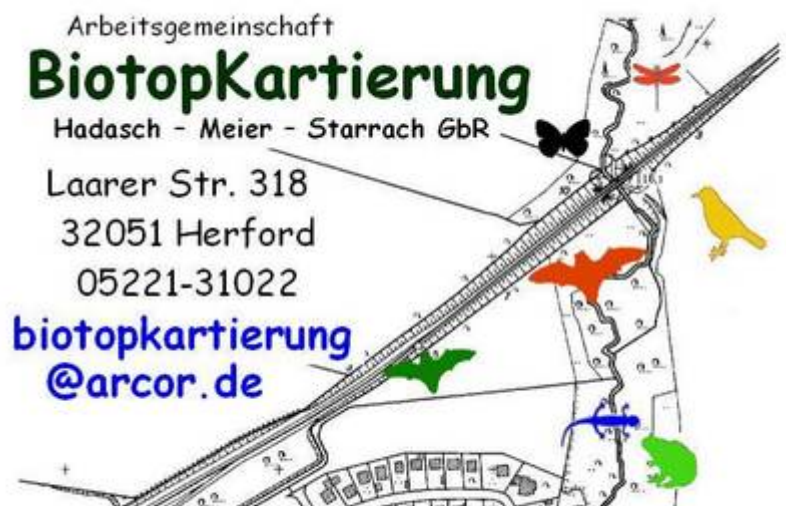 Arbeitsgemeinschaft
BiotopKartierung
Hadasch - Meier - Starrach GbR
Laarer Str. 318
32051 Herford
05221-31022
biotopkartierung
@arcor.de